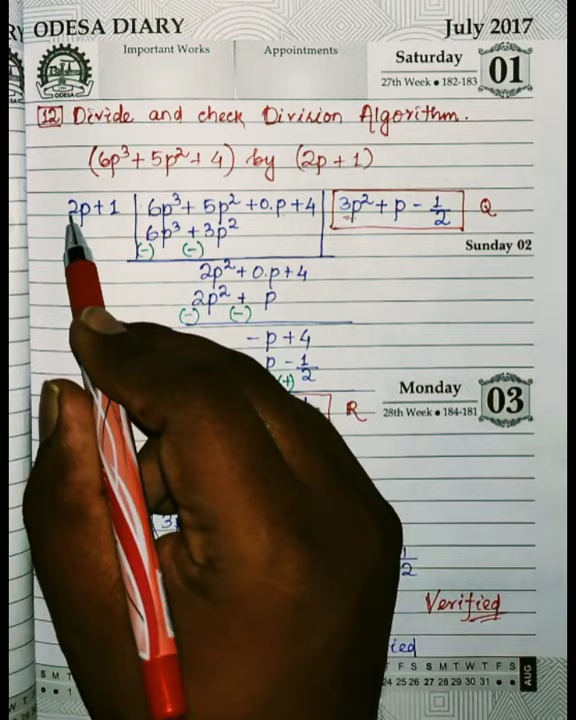 ODESA DIARY
July 2017
Important Works
Appointments
Saturday
01
27th Week • 182-183
ODESA
12 Divide and check Division Algorithm.
(6p³ + 5p² + 4) by (2p + 1)
2p+1 | 6p³ + 5p² + 0.p + 4 | 3p² + p - 1/2 Q
6p³ + 3p²
(-) (-)
Sunday 02
2p² + 0.p + 4
2p² + p
(-) (-)
- p + 4
p - 1/2
(+)
R
Monday
03
28th Week • 184-181
1/2
Verified
ied
S M T
F S S M T W T F S
24 25 26 27 28 29 30 31 • •
AUG